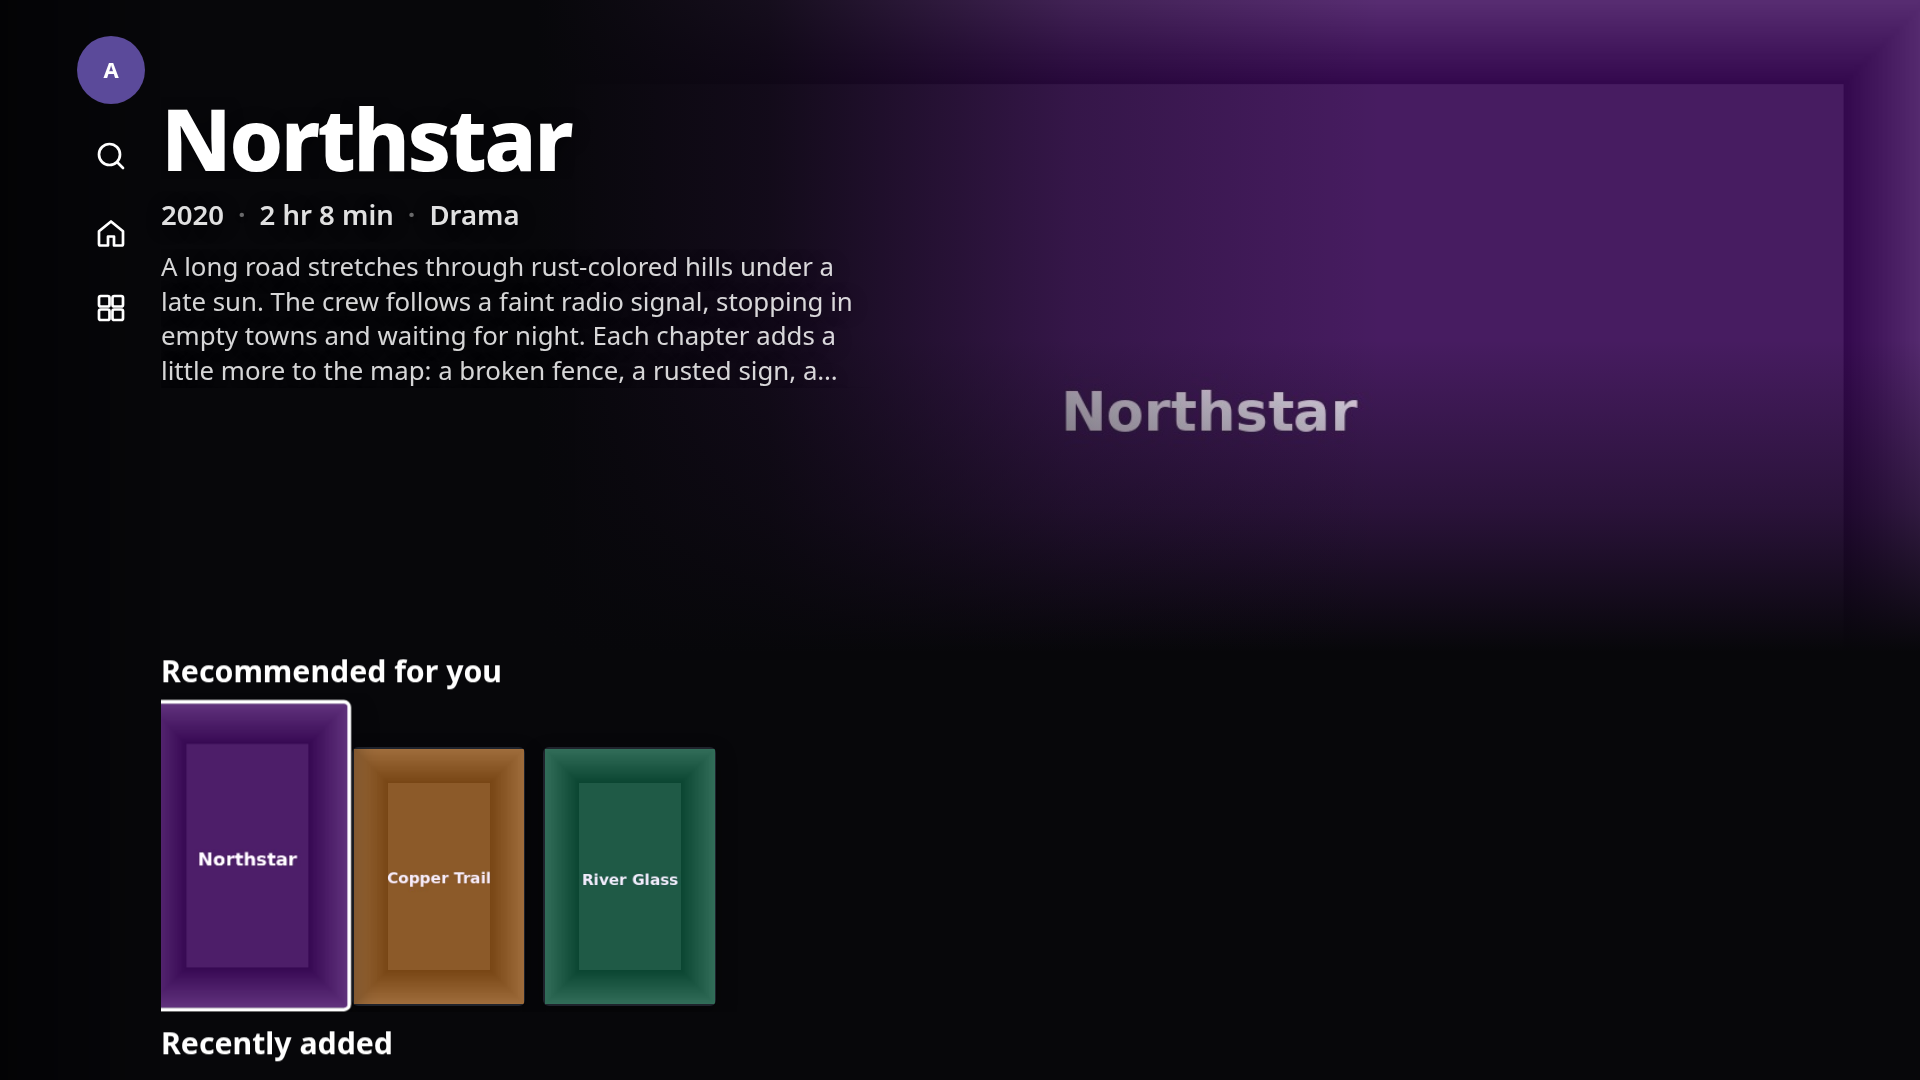 A
Northstar
2020 · 2 hr 8 min · Drama
A long road stretches through rust-colored hills under a
late sun. The crew follows a faint radio signal, stopping in
empty towns and waiting for night. Each chapter adds a
little more to the map: a broken fence, a rusted sign, a...
Northstar
Recommended for you
Northstar
Copper Trail
River Glass
Recently added